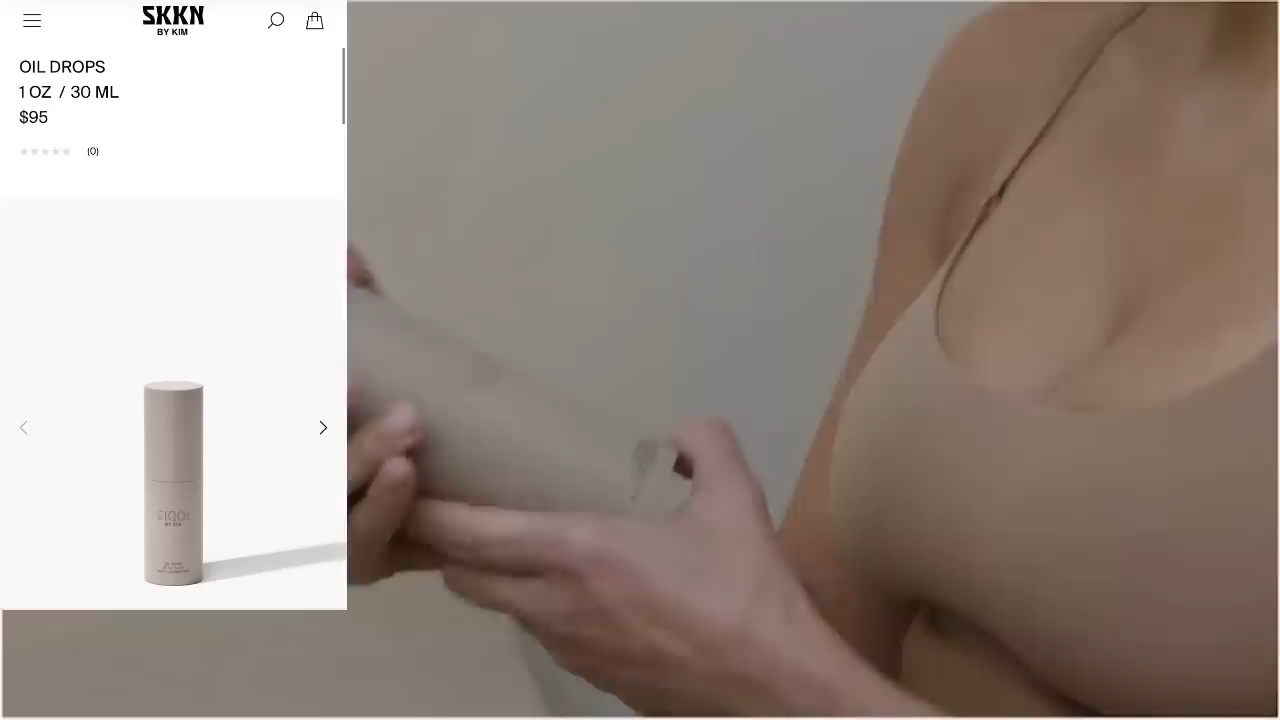 SKKN
BY KIM
OIL DROPS
1 OZ / 30 ML
$95
(0)
SKKN
BY KIM